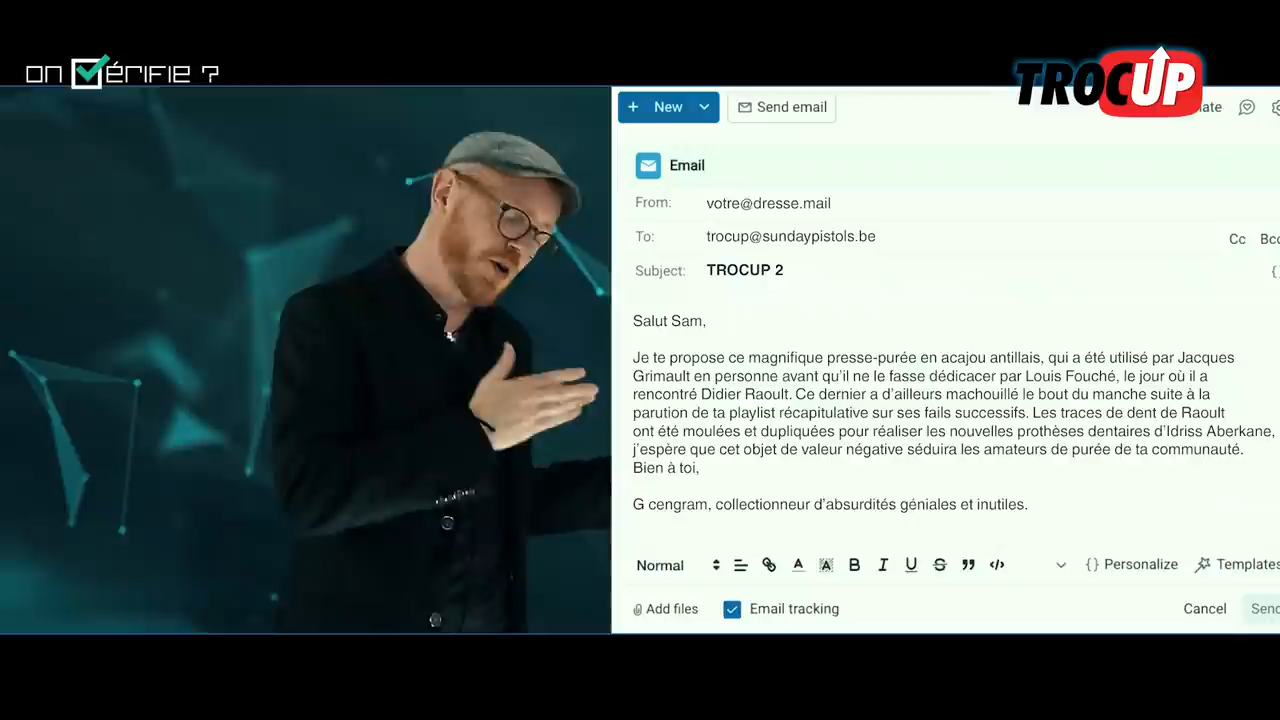 on vérifie ?
TROCUP
+ New
Send email
ate
Email
From: votre@dresse.mail
To: trocup@sundaypistols.be
Cc Bcc
Subject: TROCUP 2
{}
Salut Sam,
Je te propose ce magnifique presse-purée en acajou antillais, qui a été utilisé par Jacques
Grimault en personne avant qu'il ne le fasse dédicacer par Louis Fouché, le jour où il a
rencontré Didier Raoult. Ce dernier a d'ailleurs machouillé le bout du manche suite à la
parution de ta playlist récapitulative sur ses fails successifs. Les traces de dent de Raoult
ont été moulées et dupliquées pour réaliser les nouvelles prothèses dentaires d'Idriss Aberkane,
j'espère que cet objet de valeur négative séduira les amateurs de purée de ta communauté.
Bien à toi,
G cengram, collectionneur d'absurdités géniales et inutiles.
Normal A A B I U S </> {} Personalize Templates
Add files Email tracking Cancel Send